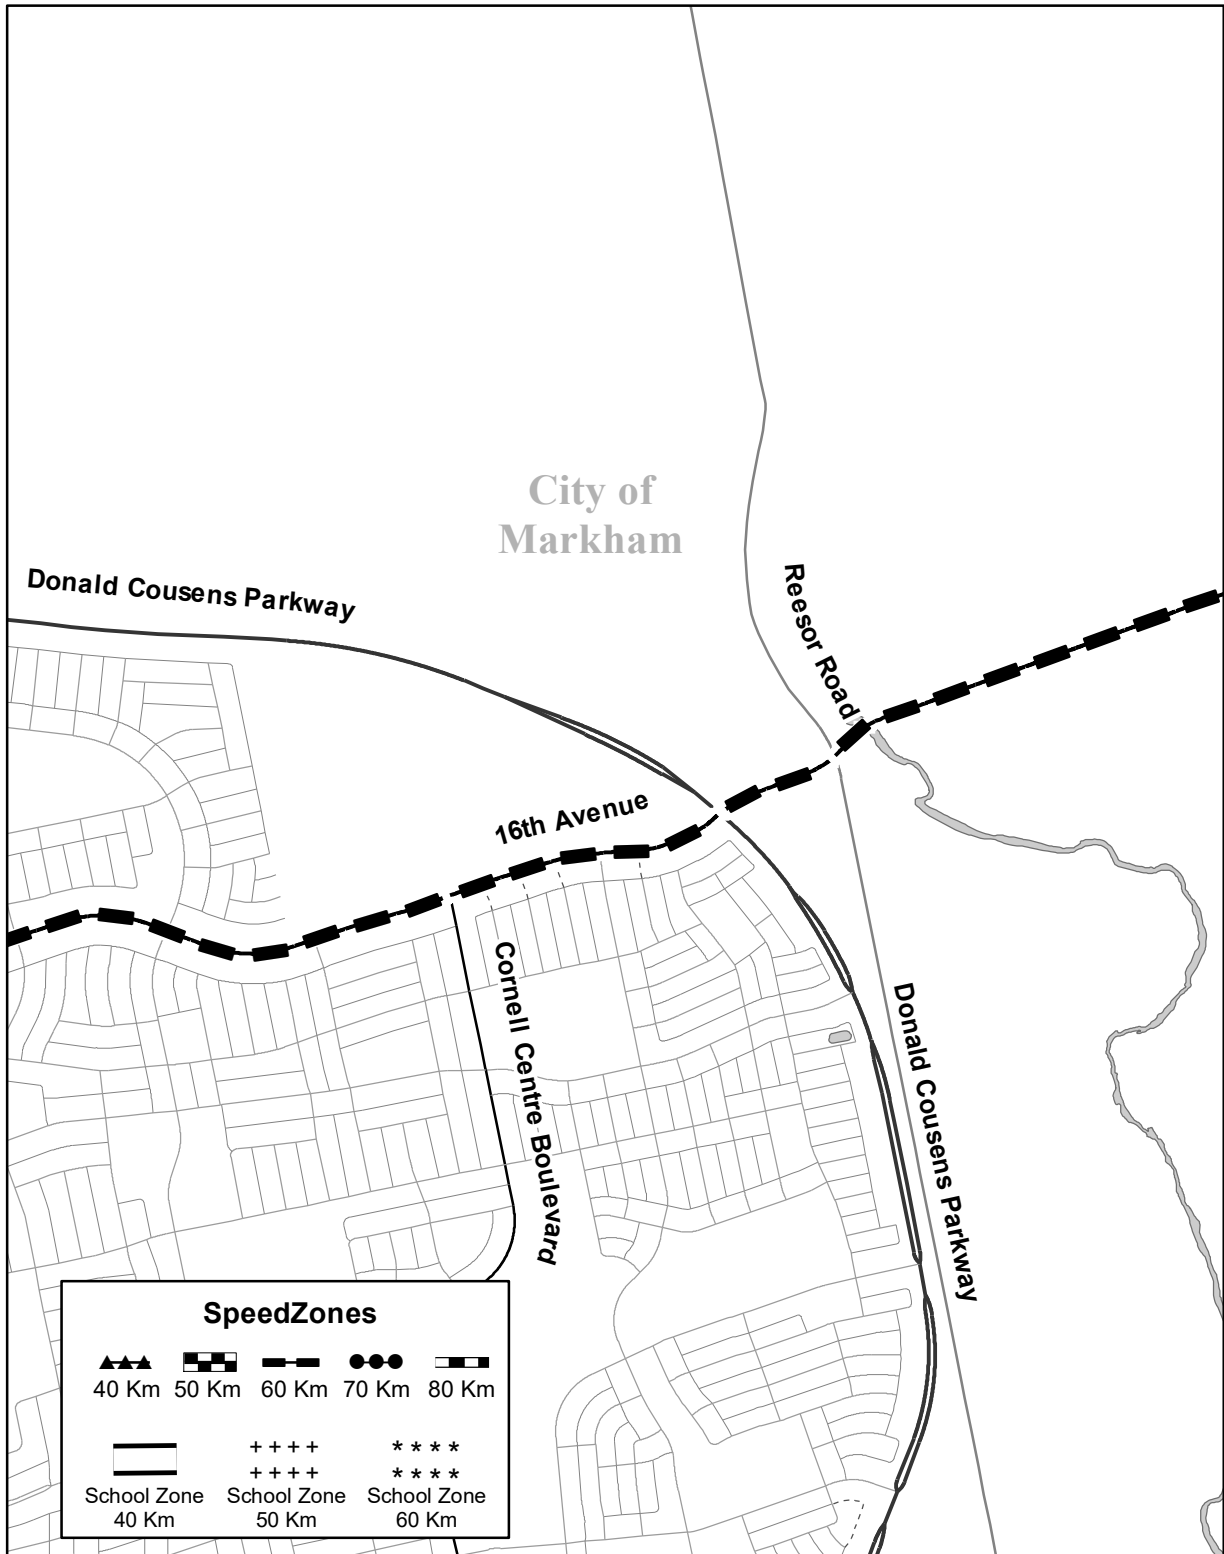 City of
Markham
Donald Cousens Parkway
Reesor Road
16th Avenue
Cornell Centre Boulevard
Donald Cousens Parkway
SpeedZones
40 Km 50 Km 60 Km 70 Km 80 Km
++++ ****
++++ ****
School Zone School Zone School Zone
40 Km 50 Km 60 Km